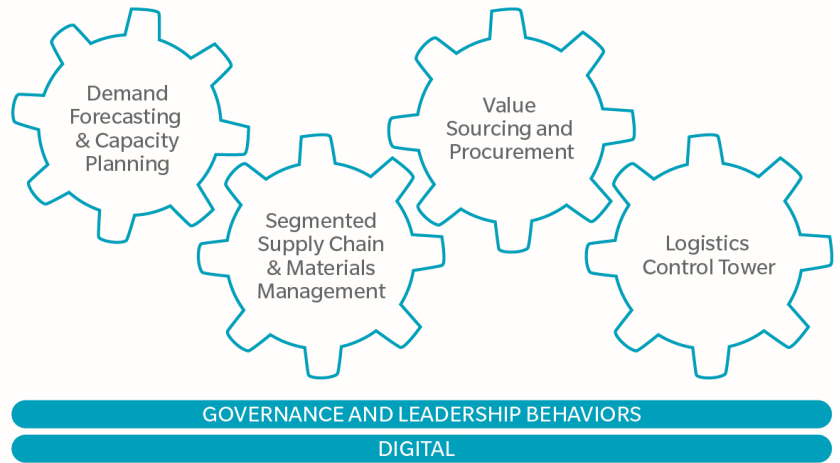 Demand
Forecasting
& Capacity
Planning
Segmented
Supply Chain
& Materials
Management
Value
Sourcing and
Procurement
Logistics
Control Tower
GOVERNANCE AND LEADERSHIP BEHAVIORS
DIGITAL